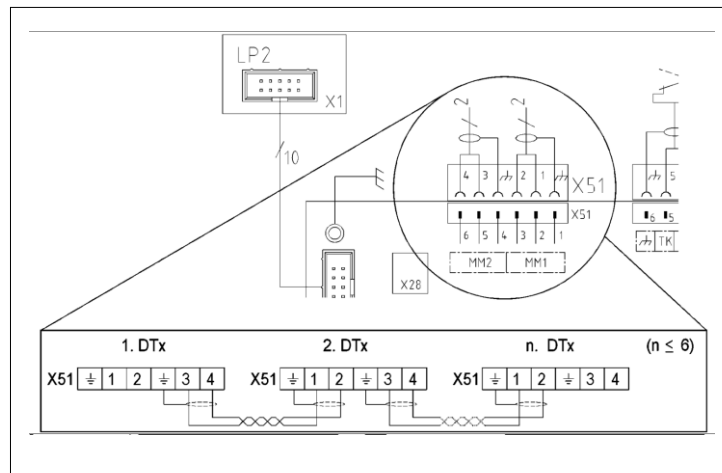 LP2
X1
10
2 2
4 3 2 1
X51
X51
5
6 5 4 3 2 1
6 5
MM2 MM1
TK
X28
1. DTx 2. DTx n. DTx (n ≤ 6)
X51 1 2 3 4 X51 1 2 3 4 X51 1 2 3 4